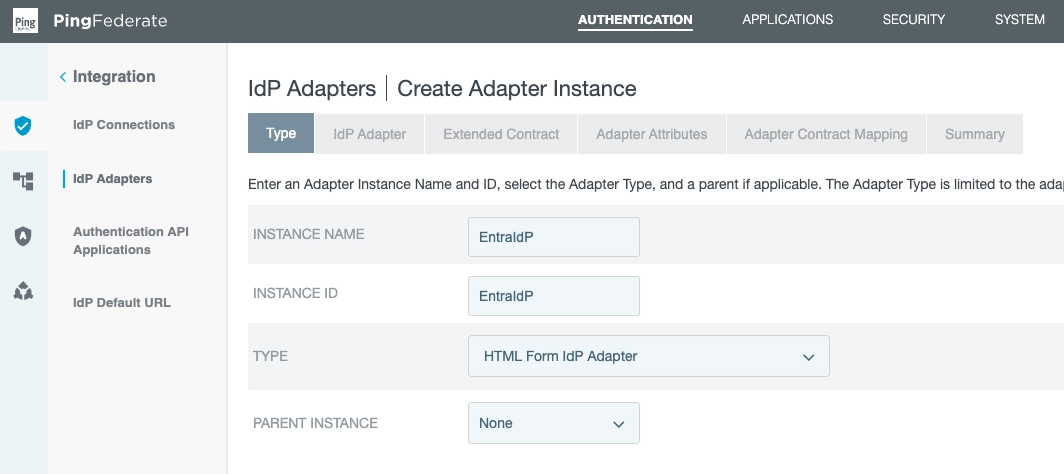 Ping
PingFederate
AUTHENTICATION
APPLICATIONS
SECURITY
SYSTEM
Integration
IdP Connections
IdP Adapters
Authentication API
Applications
IdP Default URL
IdP Adapters | Create Adapter Instance
Type
IdP Adapter
Extended Contract
Adapter Attributes
Adapter Contract Mapping
Summary
Enter an Adapter Instance Name and ID, select the Adapter Type, and a parent if applicable. The Adapter Type is limited to the ada
INSTANCE NAME
EntraIdP
INSTANCE ID
EntraIdP
TYPE
HTML Form IdP Adapter
PARENT INSTANCE
None